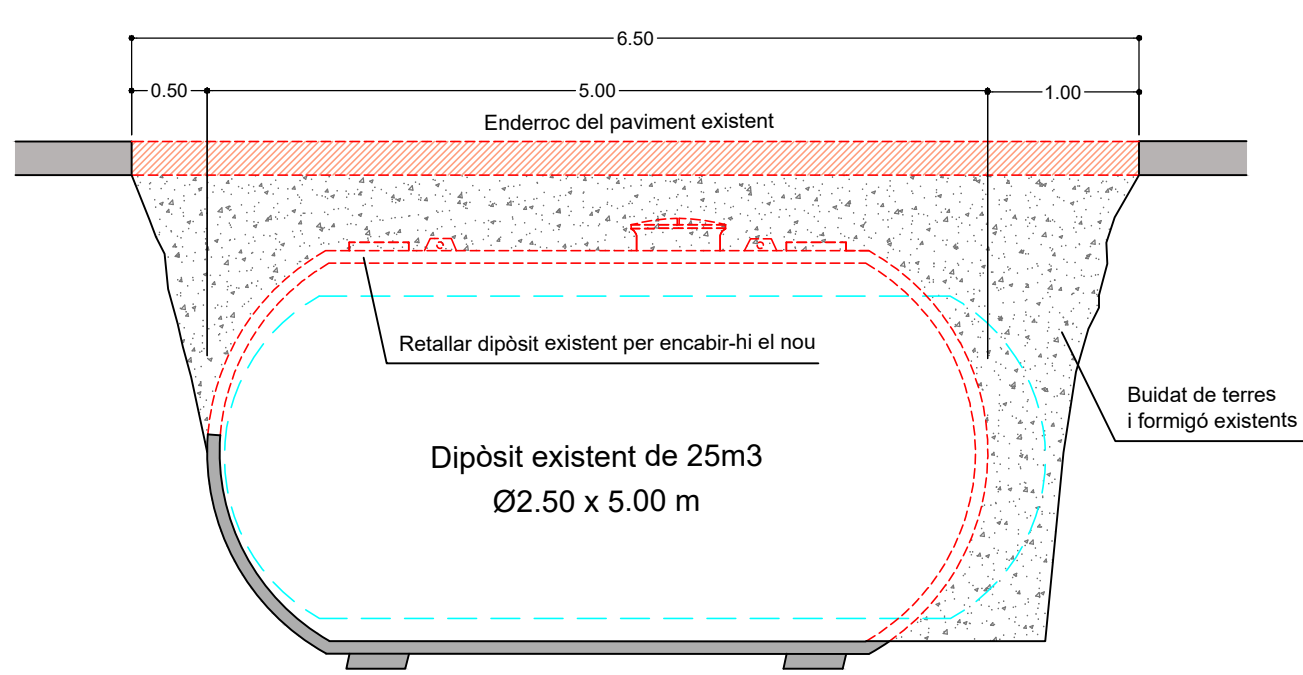 6.50
0.50
5.00
1.00
Enderroc del paviment existent
Retallar dipòsit existent per encabir-hi el nou
Buidat de terres
i formigó existents
Dipòsit existent de 25m3
Ø2.50 x 5.00 m